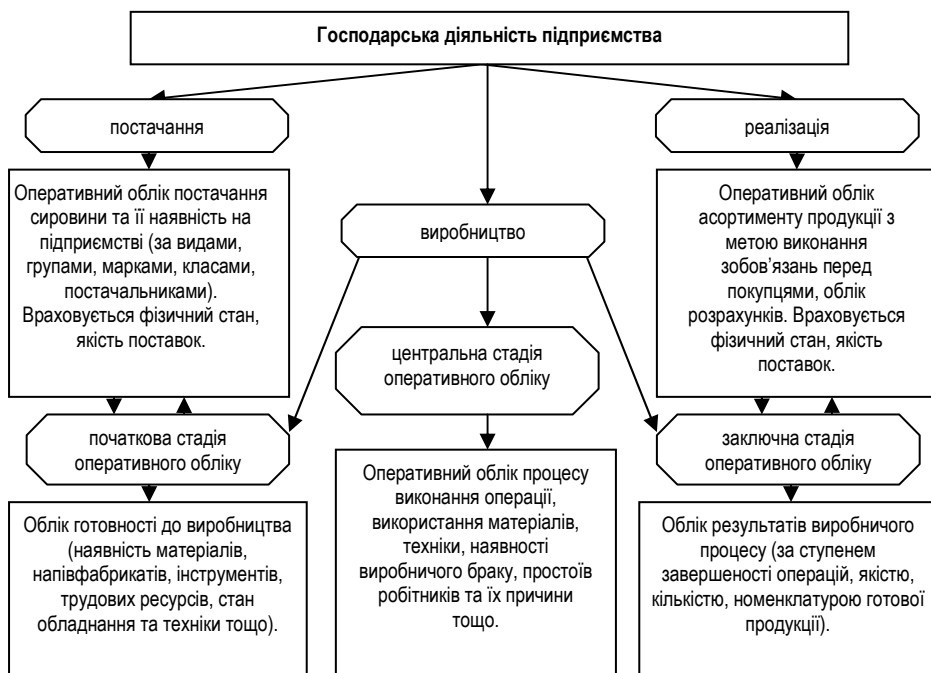 Господарська діяльність підприємства
постачання
реалізація
Оперативний облік постачання
сировини та її наявність на
підприємстві (за видами,
групами, марками, класами,
постачальниками).
Враховується фізичний стан,
якість поставок.
виробництво
Оперативний облік
асортименту продукції з
метою виконання
зобов’язань перед
покупцями, облік
розрахунків. Враховується
фізичний стан, якість
поставок.
центральна стадія
оперативного обліку
початкова стадія
оперативного обліку
заключна стадія
оперативного обліку
Облік готовності до виробництва
(наявність матеріалів,
напівфабрикатів, інструментів,
трудових ресурсів, стан
обладнання та техніки тощо).
Оперативний облік процесу
виконання операції,
використання матеріалів,
техніки, наявності
виробничого браку, простоїв
робітників та їх причини
тощо.
Облік результатів виробничого
процесу (за ступенем
завершеності операцій, якістю,
кількістю, номенклатурою готової
продукції).